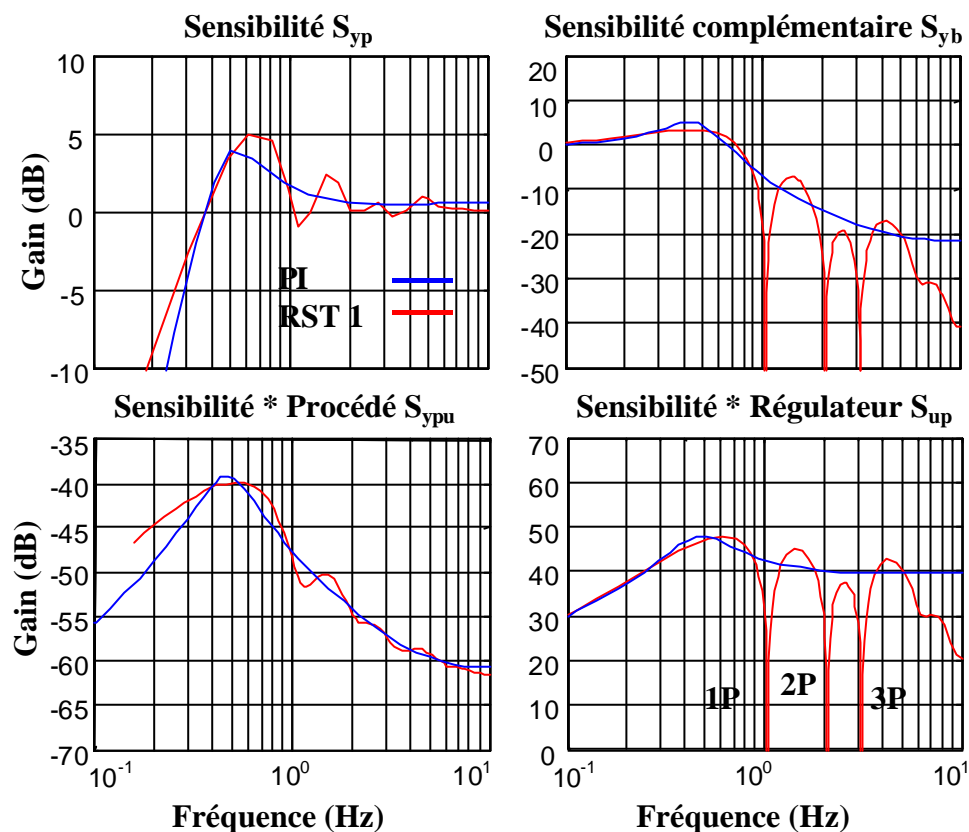 Sensibilité Syp
Sensibilité complémentaire Syb
10
5
0
-5
-10
Gain (dB)
PI
RST 1
20
10
0
-10
-20
-30
-40
-50
Sensibilité * Procédé Sypu
Sensibilité * Régulateur Sup
-35
-40
-45
-50
-55
-60
-65
-70
Gain (dB)
10-1
100
101
Fréquence (Hz)
70
60
50
40
30
20
10
0
1P
2P
3P
10-1
100
101
Fréquence (Hz)